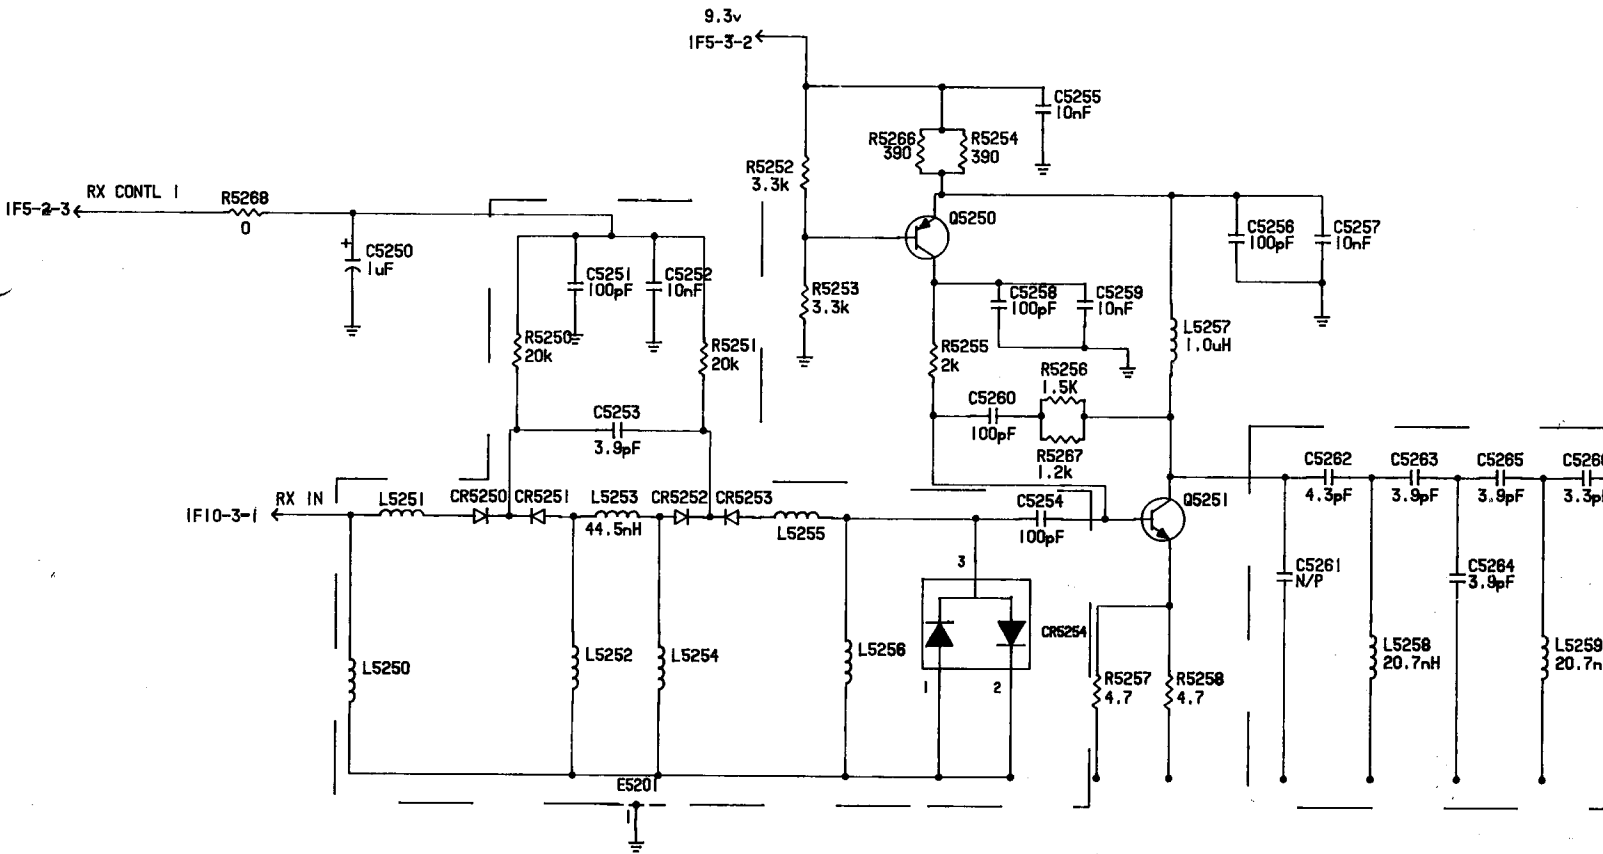 9.3v
IF5-3-2
C5255
10nF
R5266
390
R5254
390
R5252
3.3k
RX CONTL 1
R5268
0
IF5-2-3
Q5250
C5256
100pF
C5257
10nF
+
C5250
1uF
C5251
100pF
C5252
10nF
R5253
3.3k
C5258
100pF
C5259
10nF
L5257
1.0uH
R5250
20k
R5251
20k
R5255
2k
R5256
1.5K
C5260
100pF
R5267
1.2k
C5253
3.9pF
RX IN
IF10-3-1
L5251
CR5250
CR5251
L5253
44.5nH
CR5252
CR5253
L5255
C5254
100pF
Q5251
C5262
4.3pF
C5263
3.9pF
C5265
3.9pF
3.3p
3
C5261
N/P
C5264
3.9pF
CR5254
L5250
L5252
L5254
L5256
1
2
R5257
4.7
R5258
4.7
L5258
20.7nH
L5259
20.7n
E5201
1